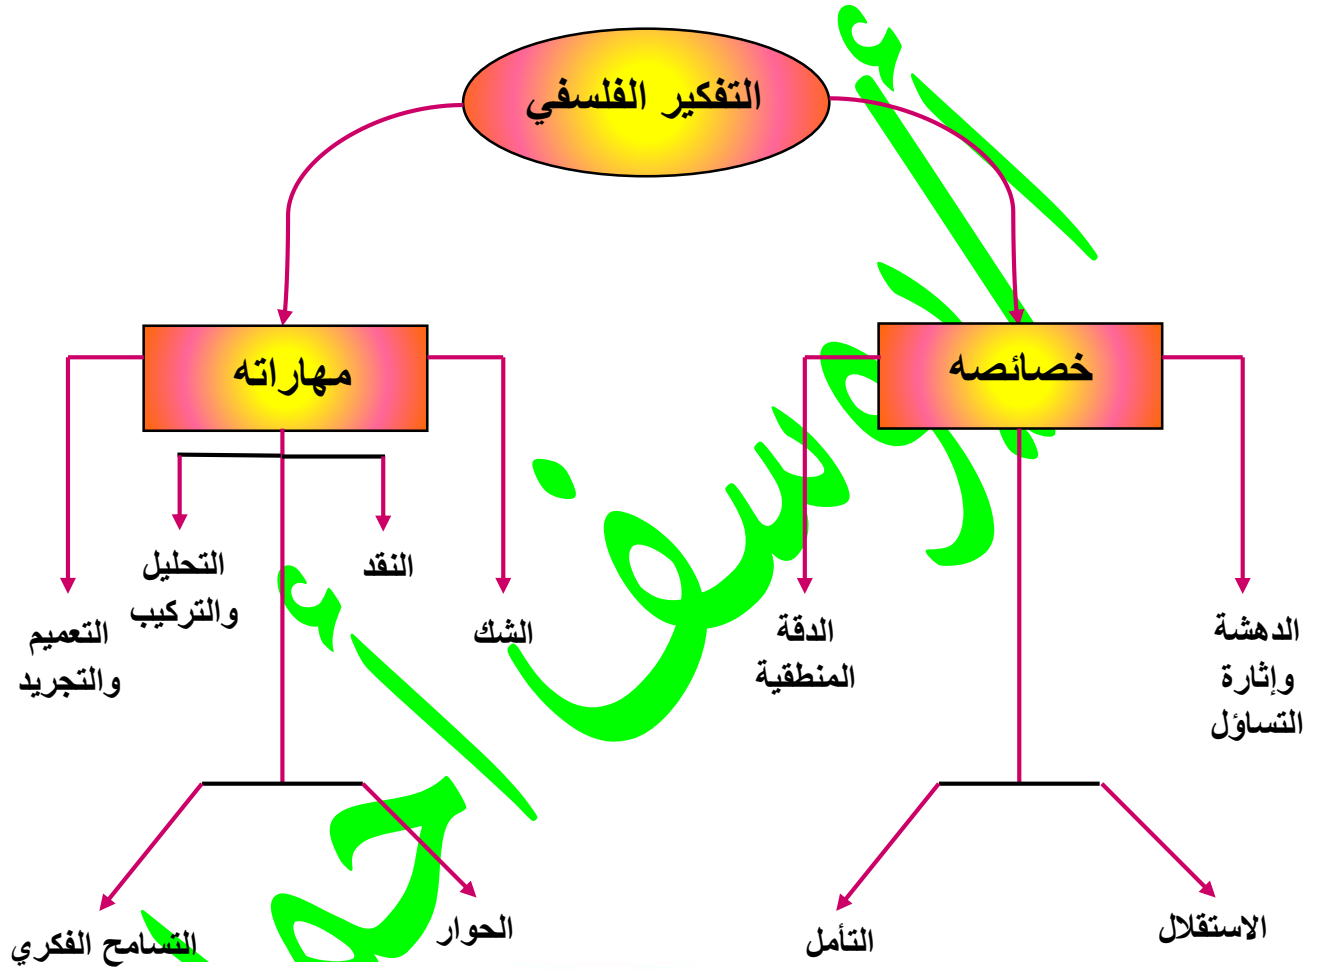 التفكير الفلسفي
خصائصه
مهاراته
الدهشة
وإثارة
التساؤل
الدقة
المنطقية
الاستقلال
التأمل
الشك
النقد
التحليل
والتركيب
التعميم
والتجريد
الحوار
التسامح الفكري